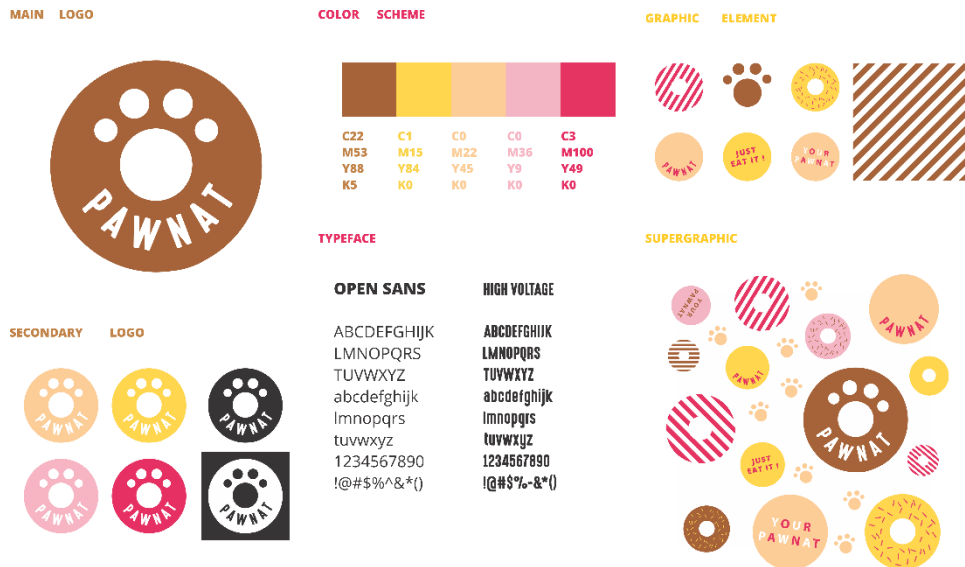 MAIN LOGO
PAWNAT
SECONDARY LOGO
PAWNAT
PAWNAT
PAWNAT
PAWNAT
PAWNAT
PAWNAT
COLOR SCHEME
C22 C1 C0 C0 C3
M53 M15 M22 M36 M100
Y88 Y84 Y45 Y9 Y49
K5 K0 K0 K0 K0
TYPEFACE
OPEN SANS
ABCDEFGHIJK
LMNOPQRS
TUVWXYZ
abcdefghijk
lmnopqrs
tuvwxyz
1234567890
!@#$%^&*()
HIGH VOLTAGE
ABCDEFGHIJK
LMNOPQRS
TUVWXYZ
abcdefghijk
lmnopqrs
tuvwxyz
1234567890
!@#$%-&*()
GRAPHIC ELEMENT
PAWNAT
JUST
EAT IT !
YOUR
PAWNAT
SUPERGRAPHIC
YOUR
PAWNAT
PAWNAT
PAWNAT
PAWNAT
JUST
EAT IT !
YOUR
PAWNAT